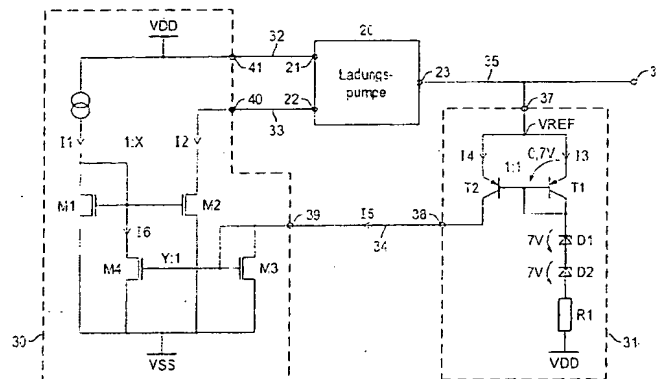 20
VDD
32
41
21
Ladungs-
pumpe
23
35
3
40
22
33
37
I1
1:X
I2
VREF
I4
1:1
0,7V
I3
T2
T1
M1
M2
39
I5
38
34
I6
Y:1
M4
M3
7V
D1
7V
D2
R1
30
31
VSS
VDD